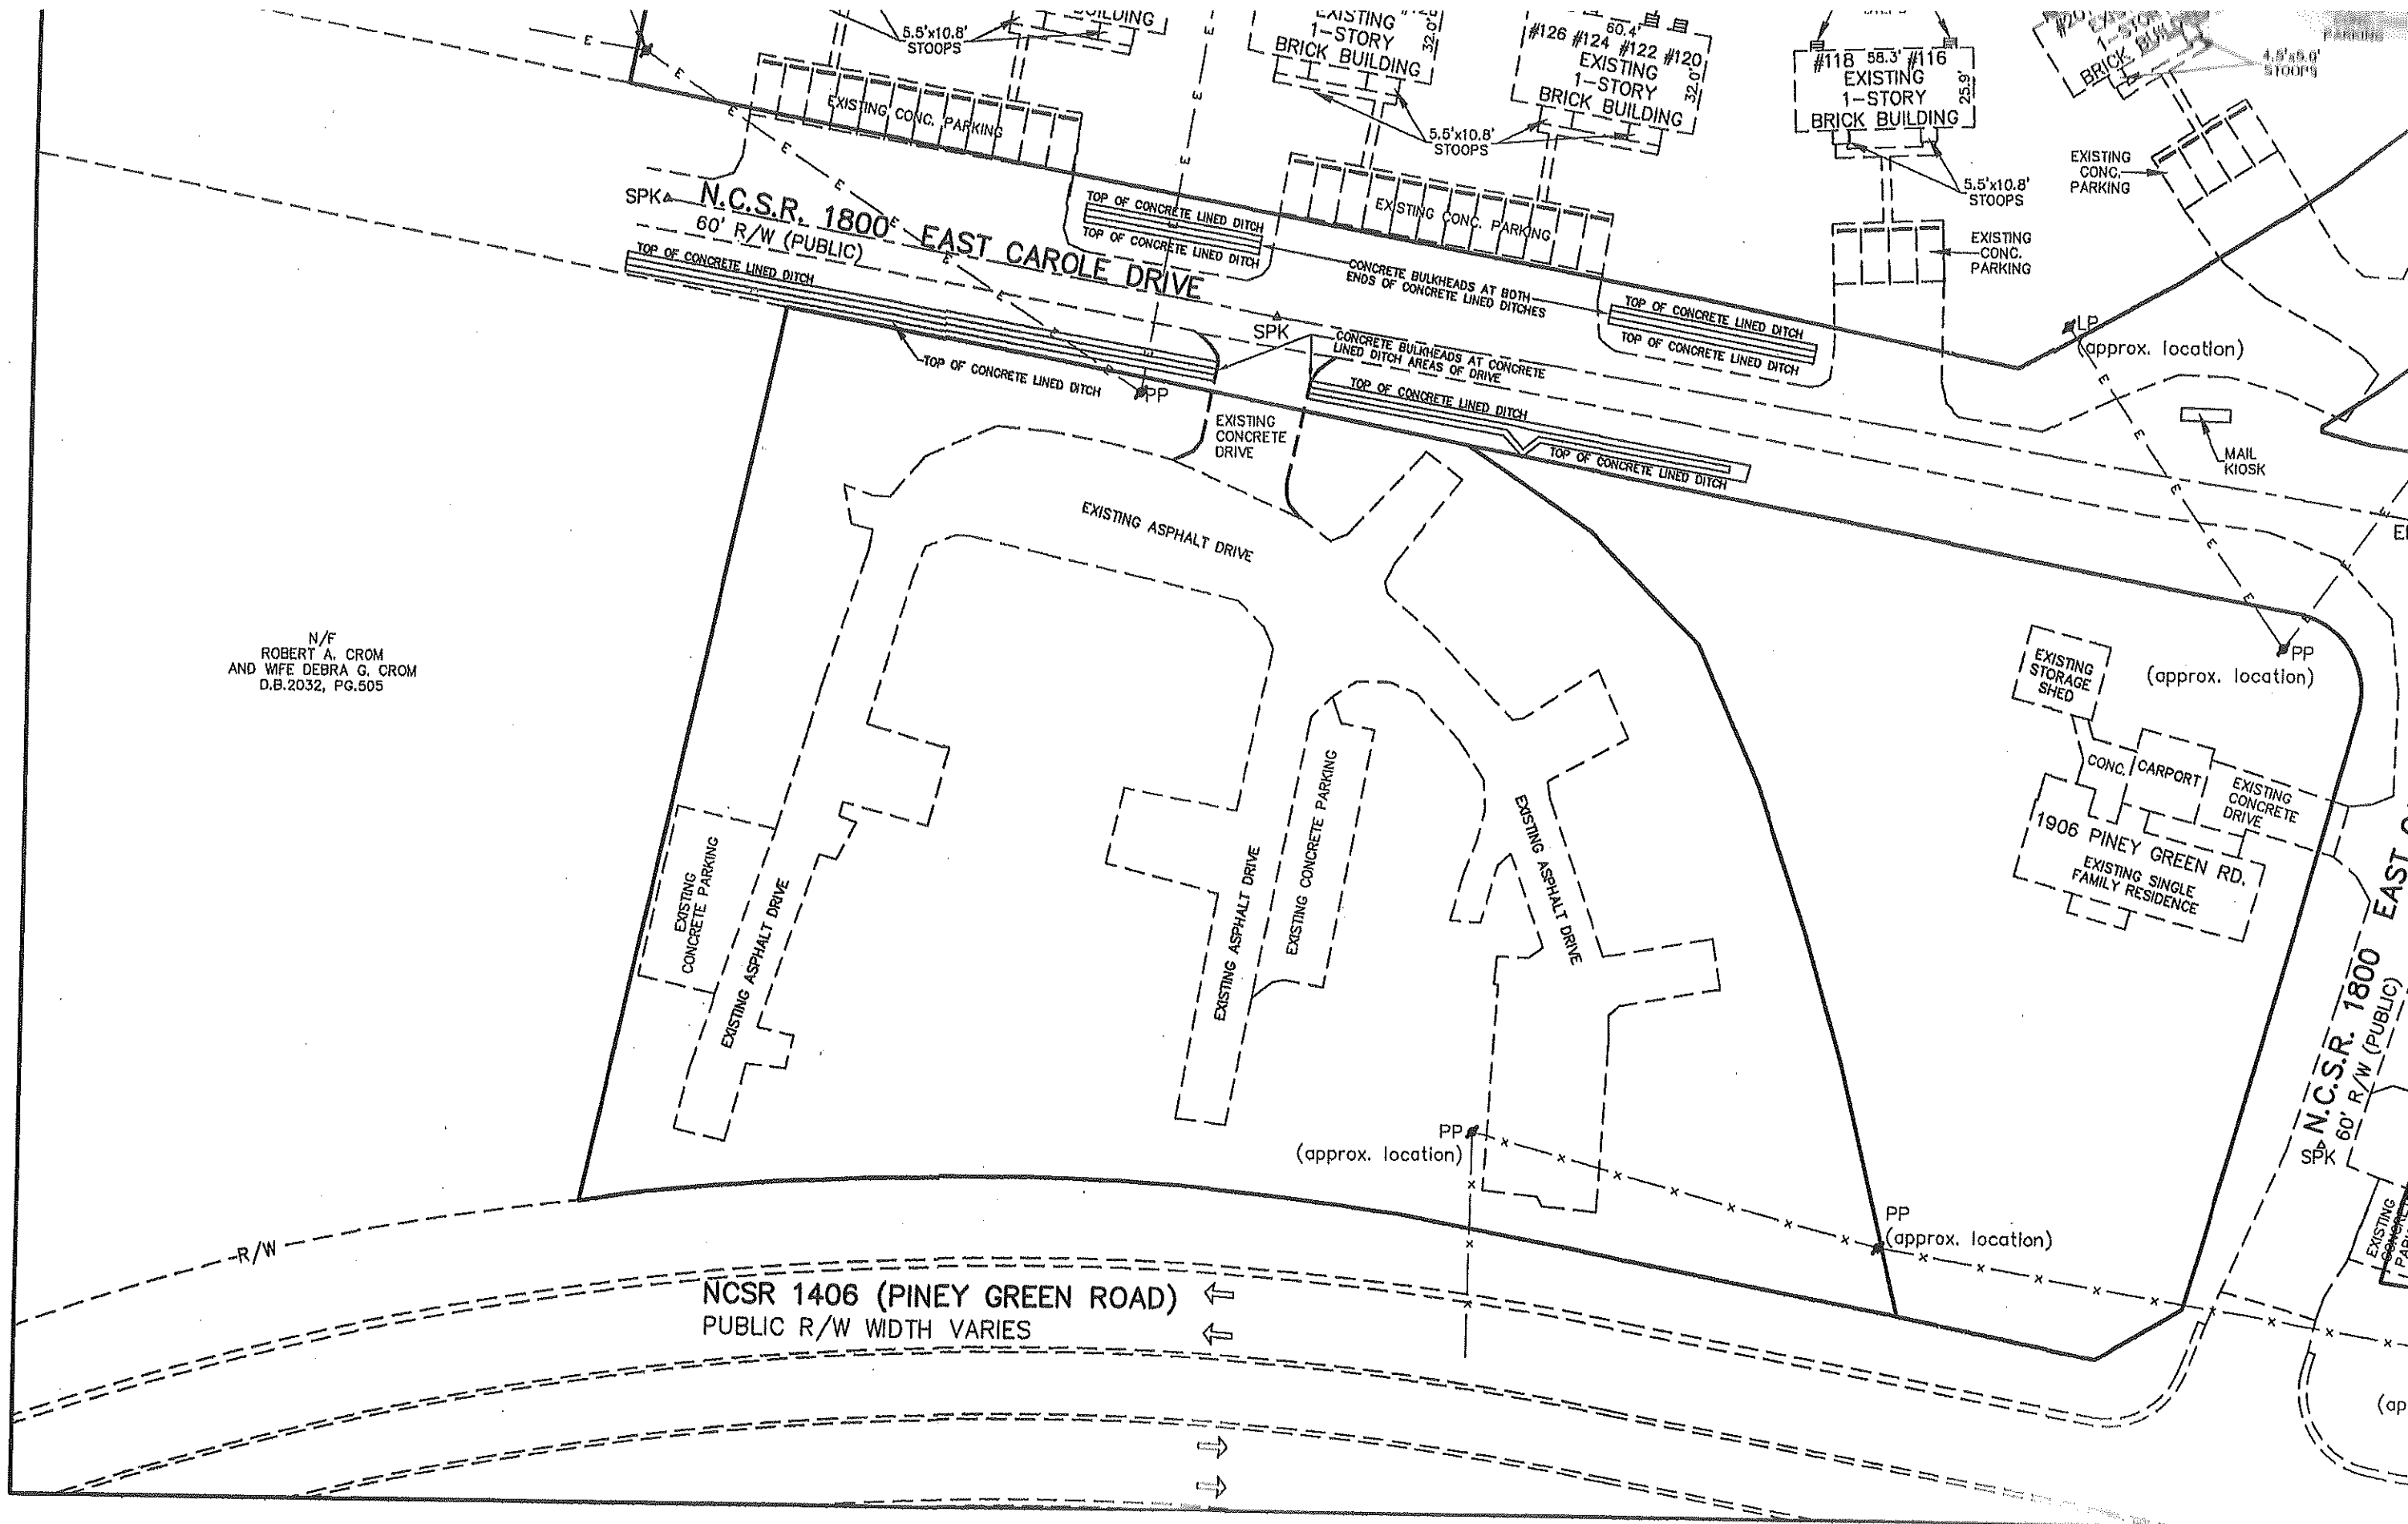 BUILDING
5.5'x10.8'
STOOPS
EXISTING
1-STORY
BRICK BUILDING
32.0'
60.4'
#126 #124 #122 #120
EXISTING
1-STORY
BRICK BUILDING
32.0'
5.5'x10.8'
STOOPS
#118 58.3' #116
EXISTING
1-STORY
BRICK BUILDING
25.9'
5.5'x10.8'
STOOPS
1-STORY
BRICK
4.5'x5.0'
STOOPS
PARKING
EXISTING
CONC.
PARKING
EXISTING
CONC.
PARKING
EXISTING CONC. PARKING
EXISTING CONC. PARKING
E
E
E
E
E
E
E
E
E
SPK
N.C.S.R. 1800 EAST CAROLE DRIVE
60' R/W (PUBLIC)
TOP OF CONCRETE LINED DITCH
TOP OF CONCRETE LINED DITCH
TOP OF CONCRETE LINED DITCH
TOP OF CONCRETE LINED DITCH
CONCRETE BULKHEADS AT BOTH
ENDS OF CONCRETE LINED DITCHES
TOP OF CONCRETE LINED DITCH
TOP OF CONCRETE LINED DITCH
SPK
CONCRETE BULKHEADS AT CONCRETE
LINED DITCH AREAS OF DRIVE
TOP OF CONCRETE LINED DITCH
TOP OF CONCRETE LINED DITCH
PP
EXISTING
CONCRETE
DRIVE
LP
(approx. location)
MAIL
KIOSK
E
E
E
E
EXISTING ASPHALT DRIVE
N/F
ROBERT A. CROM
AND WIFE DEBRA G. CROM
D.B.2032, PG.505
EXISTING
STORAGE
SHED
PP
(approx. location)
CONC.
CARPORT
EXISTING
CONCRETE
DRIVE
1906 PINEY GREEN RD.
EXISTING SINGLE
FAMILY RESIDENCE
EXISTING
CONCRETE PARKING
EXISTING ASPHALT DRIVE
EXISTING ASPHALT DRIVE
EXISTING CONCRETE PARKING
EXISTING ASPHALT DRIVE
N.C.S.R. 1800 EAST
60' R/W (PUBLIC)
SPK
PP
(approx. location)
PP
(approx. location)
EXISTING
CONCRETE
R/W
NCSR 1406 (PINEY GREEN ROAD)
PUBLIC R/W WIDTH VARIES
(ap